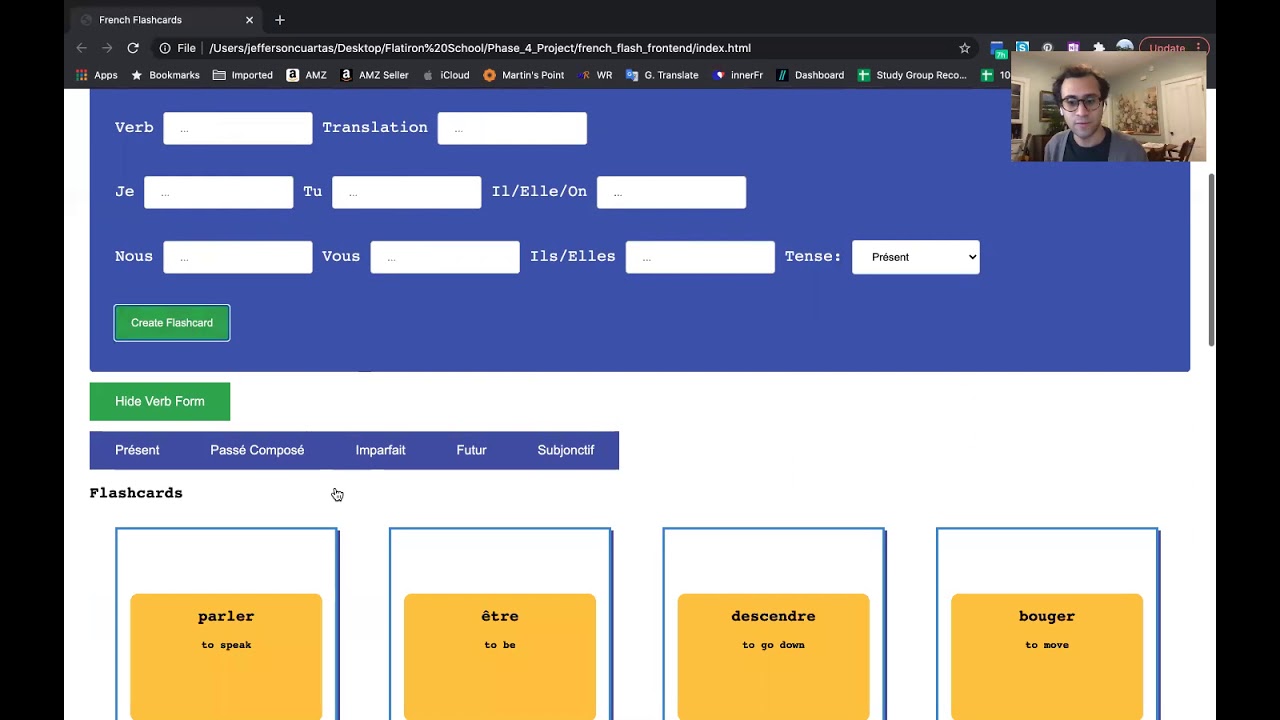 French Flashcards
File /Users/jeffersoncuartas/Desktop/Flatiron%20School/Phase_4_Project/french_flash_frontend/index.html
7h
Update
Apps Bookmarks Imported AMZ AMZ Seller iCloud Martin's Point WR G. Translate innerFr Dashboard Study Group Reco... 10
Verb ... Translation ...
Je ... Tu ... Il/Elle/On ...
Nous ... Vous ... Ils/Elles ... Tense: Présent
Create Flashcard
Hide Verb Form
Présent Passé Composé Imparfait Futur Subjonctif
Flashcards
parler être descendre bouger
to speak to be to go down to move